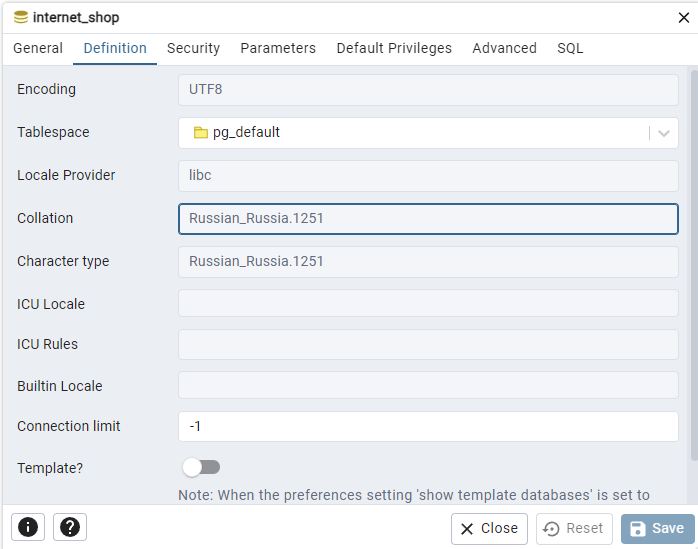 internet_shop
General Definition Security Parameters Default Privileges Advanced SQL
Encoding UTF8
Tablespace pg_default
Locale Provider libc
Collation Russian_Russia.1251
Character type Russian_Russia.1251
ICU Locale
ICU Rules
Builtin Locale
Connection limit -1
Template?
Note: When the preferences setting 'show template databases' is set to
Close Reset Save